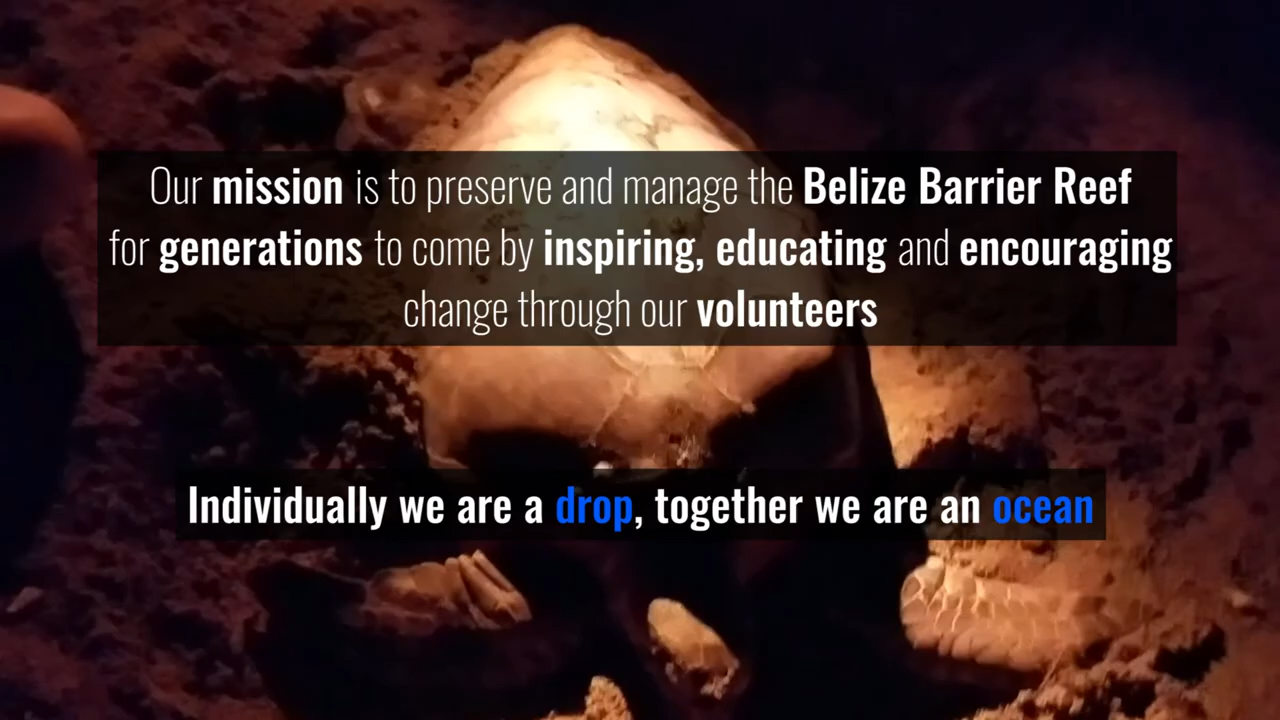 Our mission is to preserve and manage the Belize Barrier Reef
for generations to come by inspiring, educating and encouraging
change through our volunteers
Individually we are a drop, together we are an ocean